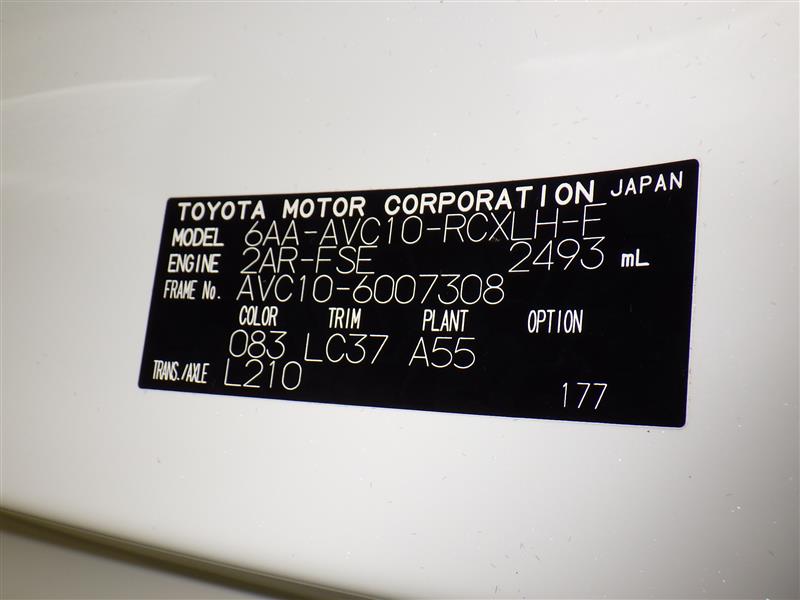 TOYOTA MOTOR CORPORATION JAPAN
MODEL 6AA-AVC10-RCXLH-F
ENGINE 2AR-FSE 2493 mL
FRAME No. AVC10-6007308
COLOR TRIM PLANT OPTION
083 LC37 A55
TRANS./AXLE L210
177